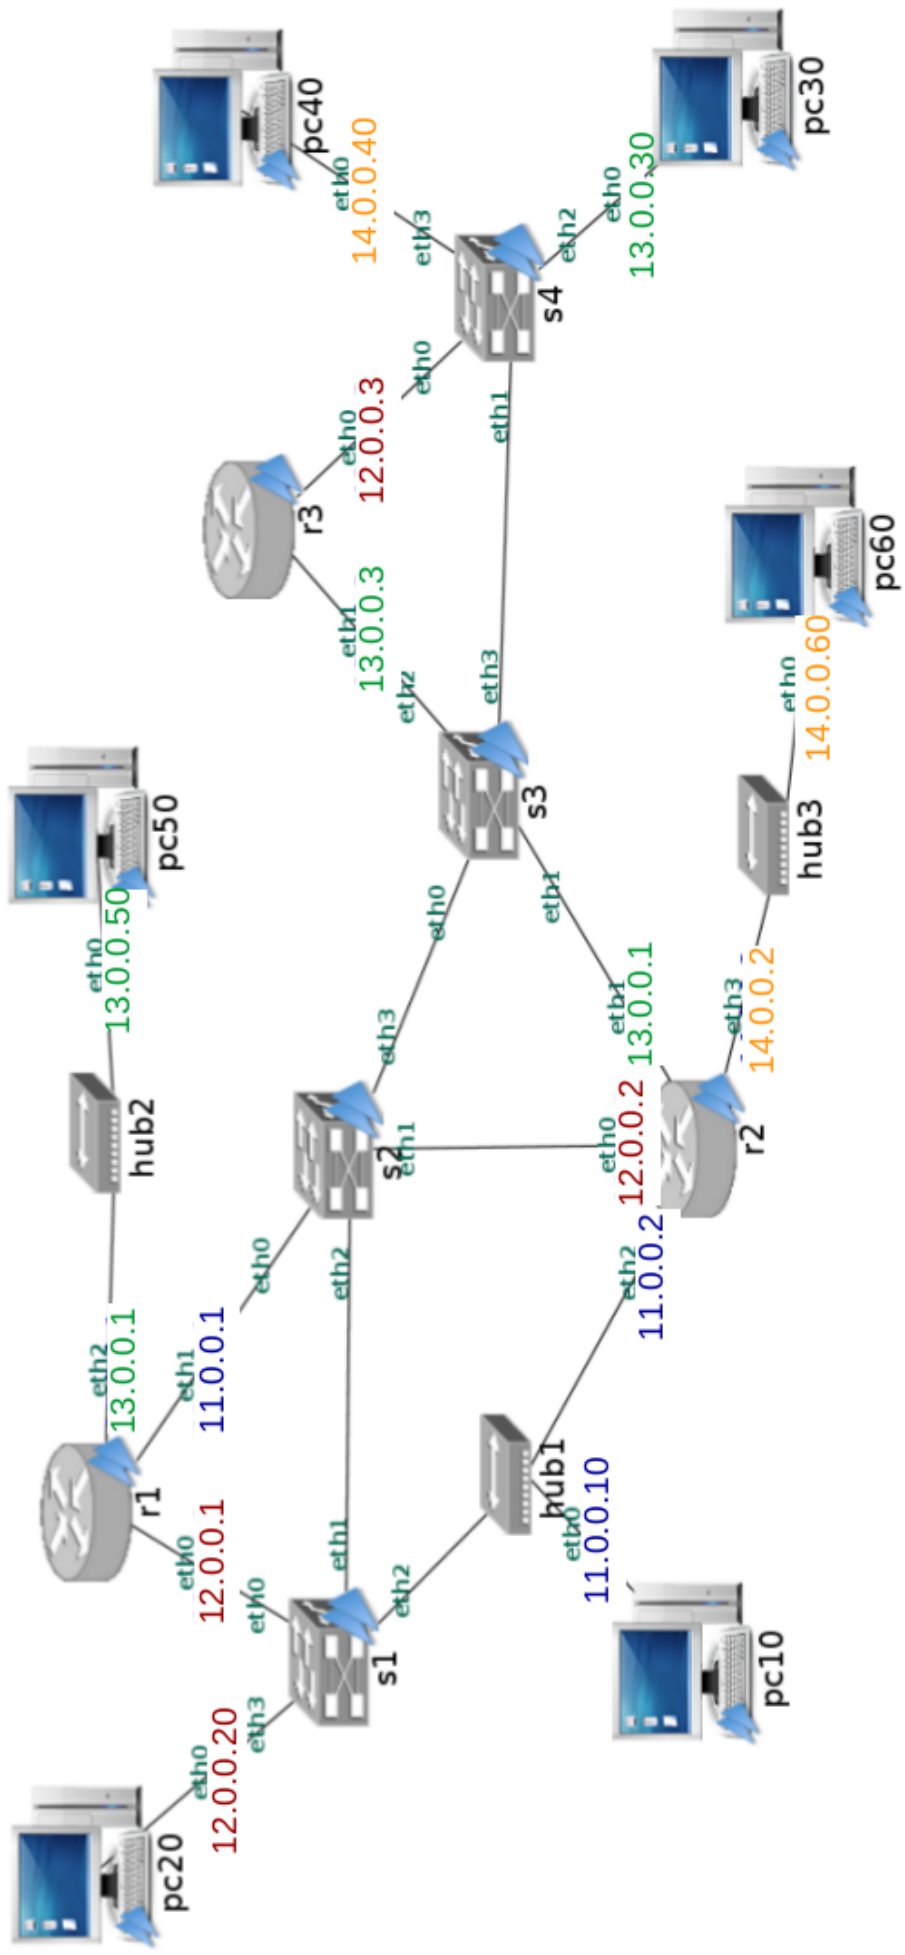 pc20
eth0
12.0.0.20
eth3
s1
eth0
eth1
eth2
r1
eth0
12.0.0.1
eth1
11.0.0.1
eth2
13.0.0.1
hub2
eth0
13.0.0.50
pc50
pc10
eth0
11.0.0.10
hub1
eth2
11.0.0.2
eth0
12.0.0.2
eth1
13.0.0.1
eth3
14.0.0.2
r2
s2
eth0
eth2
eth1
eth3
s3
eth0
eth1
eth2
eth3
hub3
eth0
14.0.0.60
pc60
r3
eth1
13.0.0.3
eth0
12.0.0.3
s4
eth0
eth1
eth3
eth2
eth0
14.0.0.40
pc40
eth0
13.0.0.30
pc30